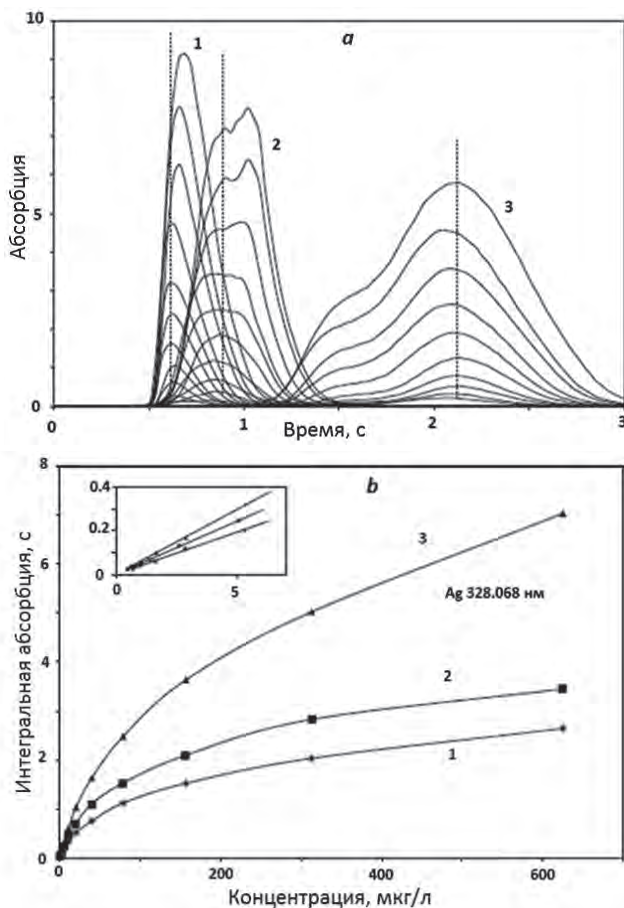 10
a
1
2
3
5
0
Абсорбция
0 1 2 3
Время, с
8
b
0.4
0.2
0
0 5
3
6
Ag 328.068 нм
4
2
2
1
0
Интегральная абсорбция, с
0 200 400 600
Концентрация, мкг/л